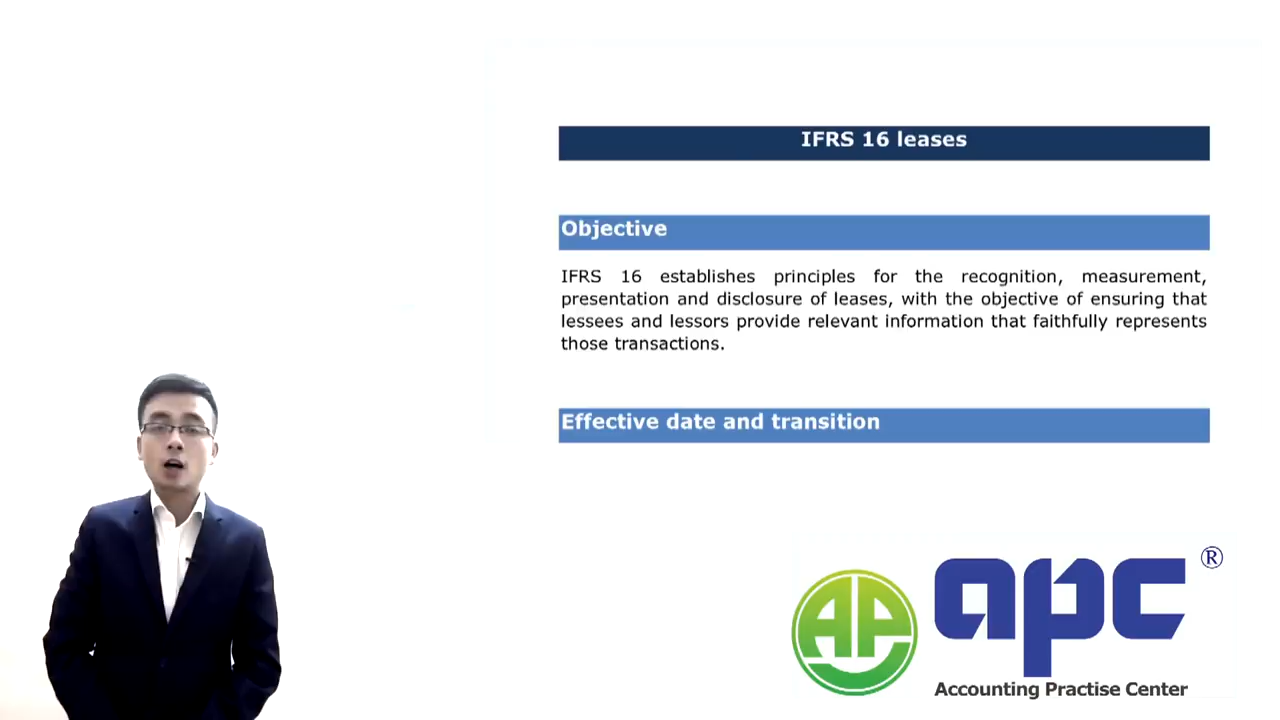 IFRS 16 leases
Objective
IFRS 16 establishes principles for the recognition, measurement,
presentation and disclosure of leases, with the objective of ensuring that
lessees and lessors provide relevant information that faithfully represents
those transactions.
Effective date and transition
AP
apc®
Accounting Practise Center